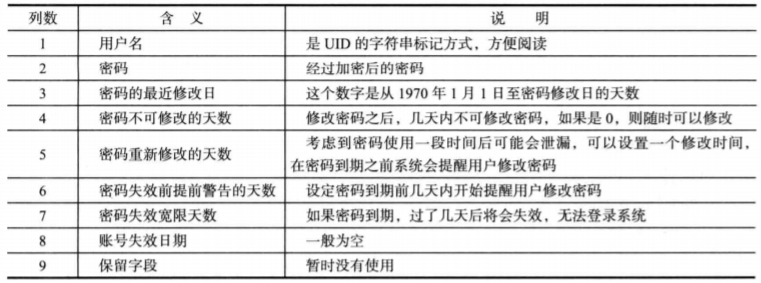 列数 含 义 说 明
1 用户名 是 UID 的字符串标记方式，方便阅读
2 密码 经过加密后的密码
3 密码的最近修改日 这个数字是从 1970 年 1 月 1 日至密码修改日的天数
4 密码不可修改的天数 修改密码之后，几天内不可修改密码，如果是 0，则随时可以修改
5 密码重新修改的天数 考虑到密码使用一段时间后可能会泄漏，可以设置一个修改时间，
在密码到期之前系统会提醒用户修改密码
6 密码失效前提前警告的天数 设定密码到期前几天内开始提醒用户修改密码
7 密码失效宽限天数 如果密码到期，过了几天后将会失效，无法登录系统
8 账号失效日期 一般为空
9 保留字段 暂时没有使用